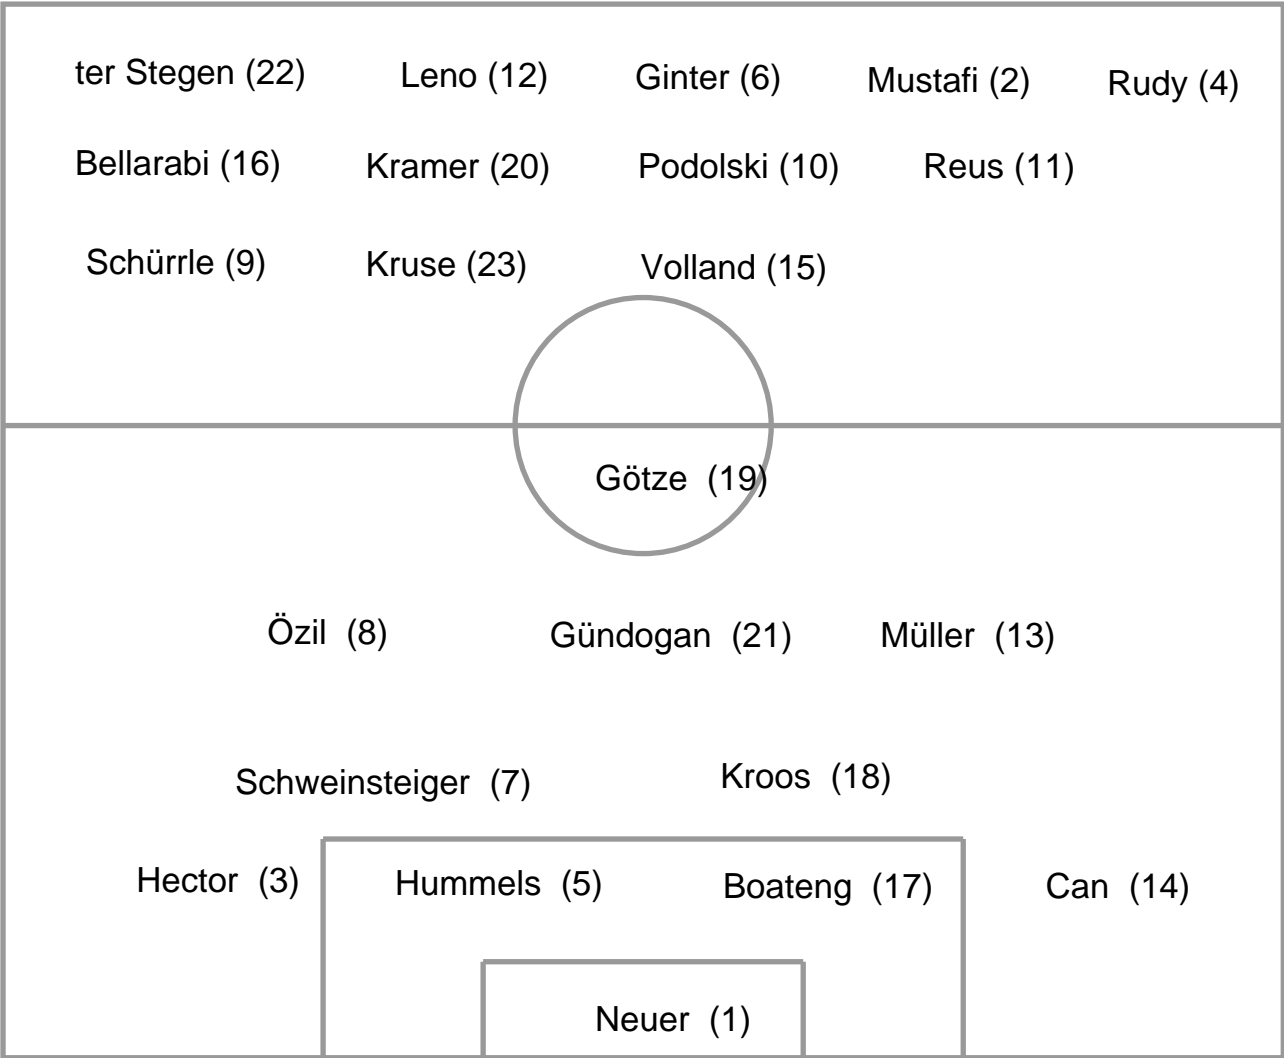 ter Stegen (22) Leno (12) Ginter (6) Mustafi (2) Rudy (4)
Bellarabi (16) Kramer (20) Podolski (10) Reus (11)
Schürrle (9) Kruse (23) Volland (15)
Götze (19)
Özil (8) Gündogan (21) Müller (13)
Schweinsteiger (7) Kroos (18)
Hector (3) Hummels (5) Boateng (17) Can (14)
Neuer (1)